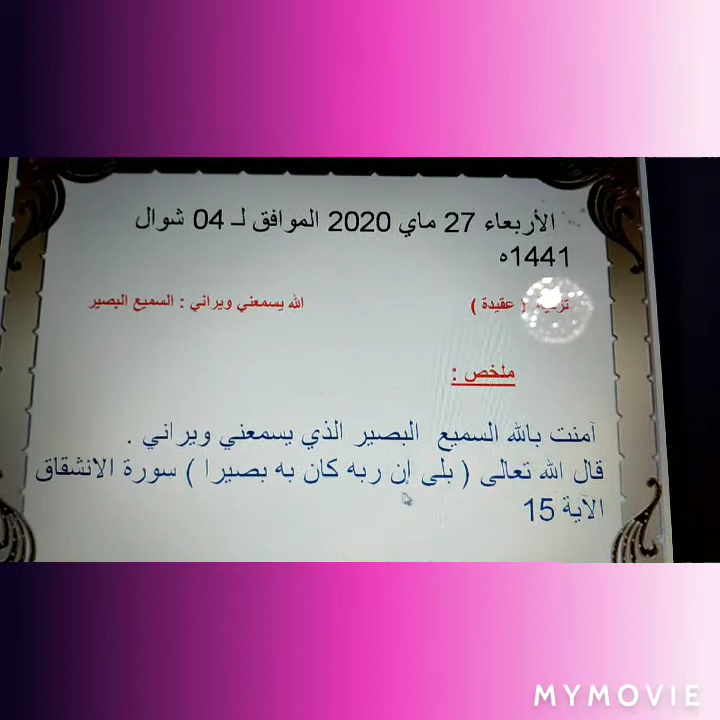 الأربعاء 27 ماي 2020 الموافق لـ 04 شوال
1441ه
( عقيدة ) الله يسمعني ويراني : السميع البصير
ملخص :
آمنت بالله السميع البصير الذي يسمعني ويراني .
قال الله تعالى ( بلى إن ربه كان به بصيرا ) سورة الانشقاق
الآية 15
MYMOVIE